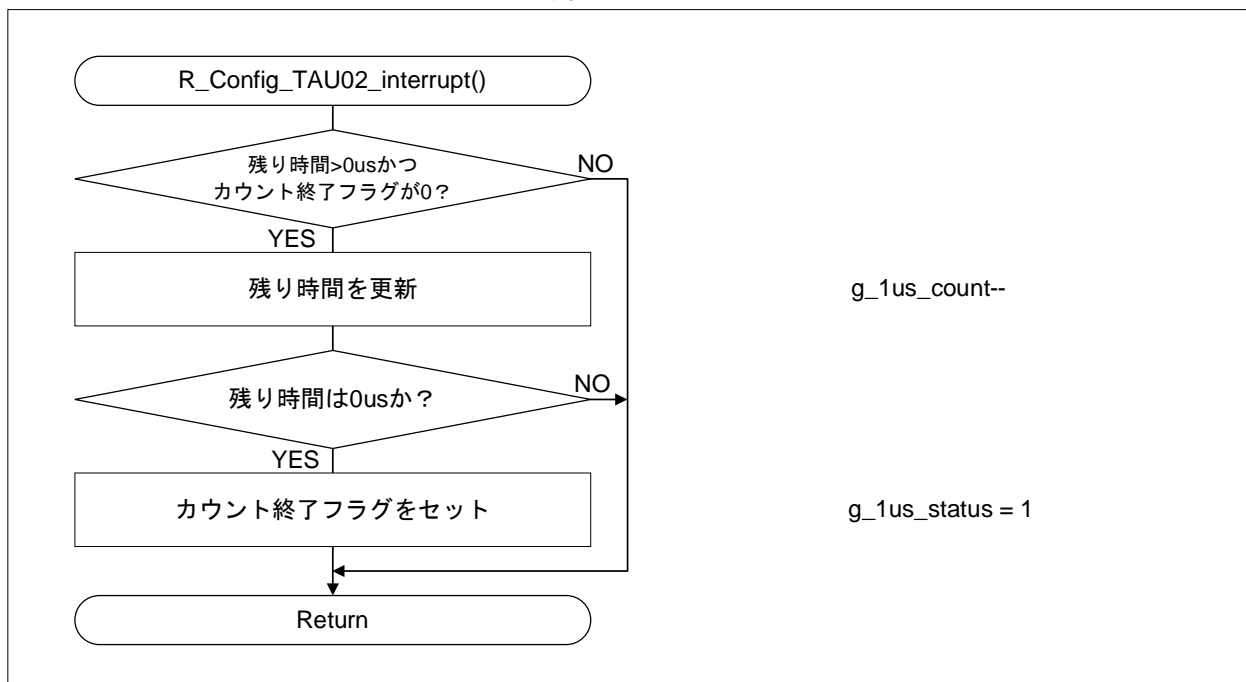 R_Config_TAU02_interrupt()
残り時間>0usかつ
カウント終了フラグが0？
NO
YES
残り時間を更新
g_1us_count--
残り時間は0usか？
NO
YES
カウント終了フラグをセット
g_1us_status = 1
Return